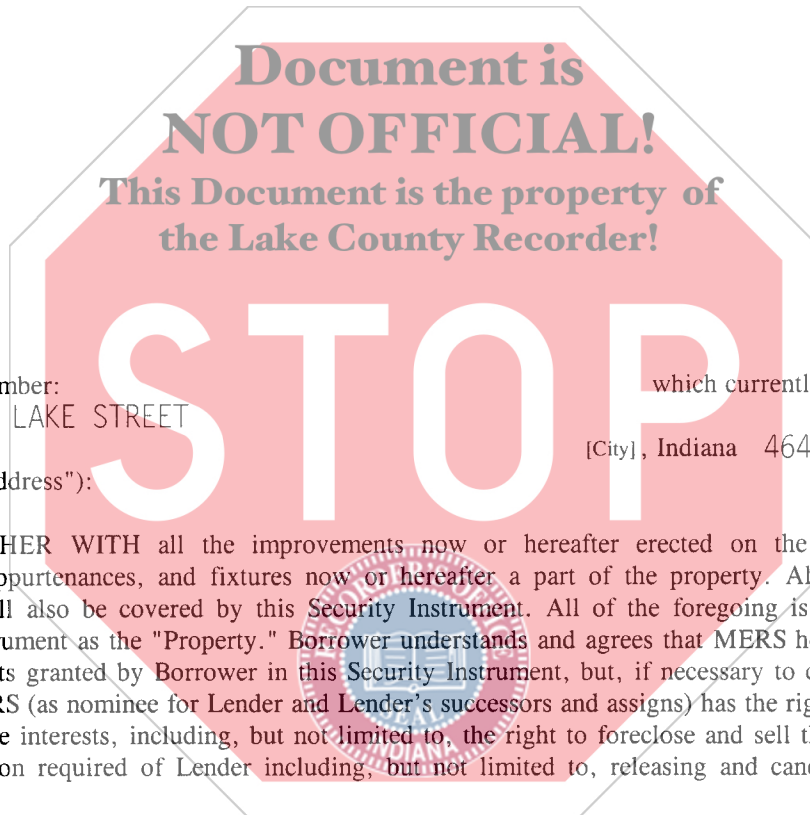 Document is
NOT OFFICIAL!
This Document is the property of
the Lake County Recorder!
STOP
mber: which currentl
LAKE STREET
[City], Indiana 464
ddress"):
HER WITH all the improvements now or hereafter erected on the
ppurtenances, and fixtures now or hereafter a part of the property. Al
ll also be covered by this Security Instrument. All of the foregoing is
rument as the "Property." Borrower understands and agrees that MERS h
ts granted by Borrower in this Security Instrument, but, if necessary to c
RS (as nominee for Lender and Lender's successors and assigns) has the rig
e interests, including, but not limited to, the right to foreclose and sell th
on required of Lender including, but not limited to, releasing and canc
RECORDER'S OFFICE
SEAL
INDIANA